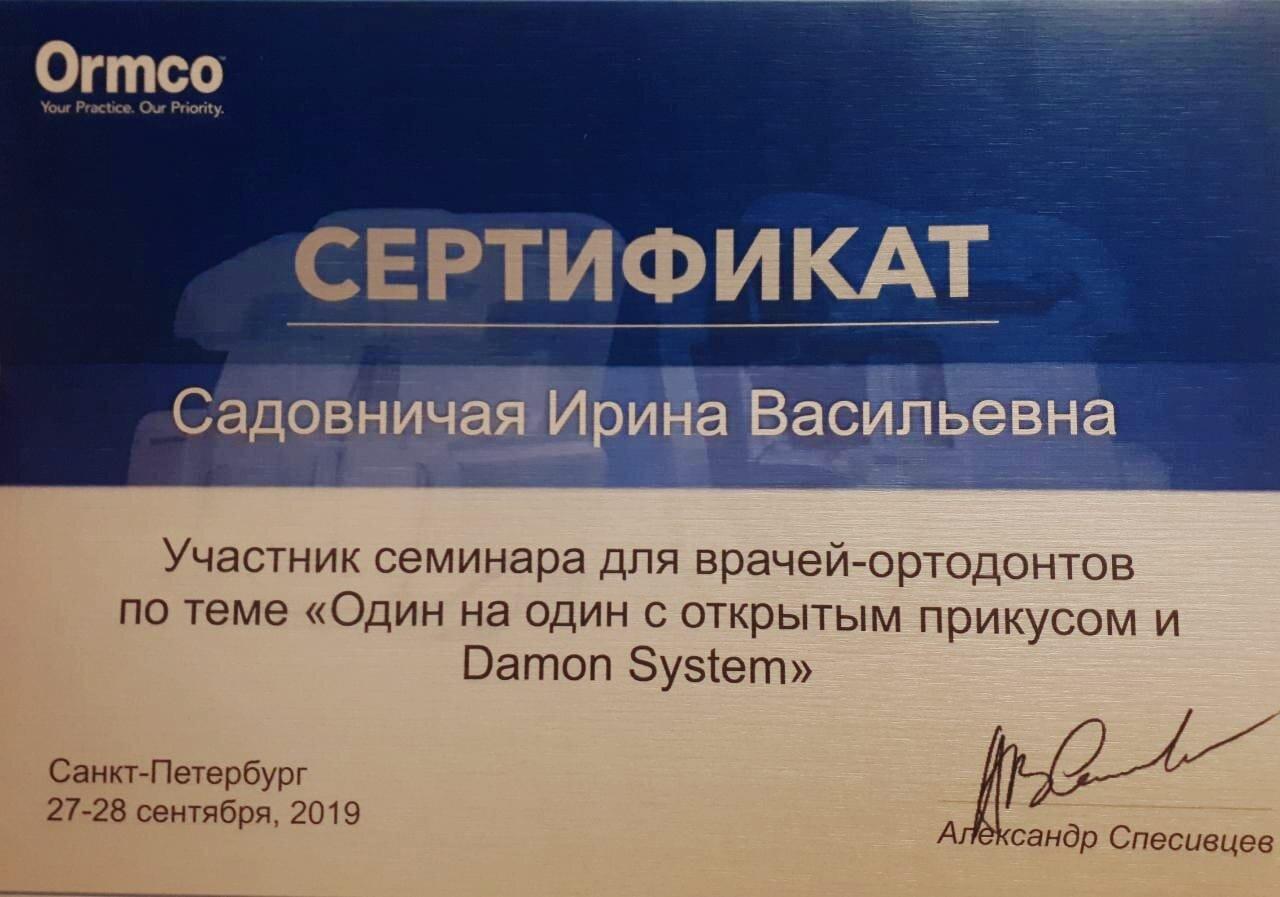 Ormco
Your Practice. Our Priority.
СЕРТИФИКАТ
Садовничая Ирина Васильевна
Участник семинара для врачей-ортодонтов
по теме «Один на один с открытым прикусом и
Damon System»
Санкт-Петербург
27-28 сентября, 2019
Александр Спесивцев